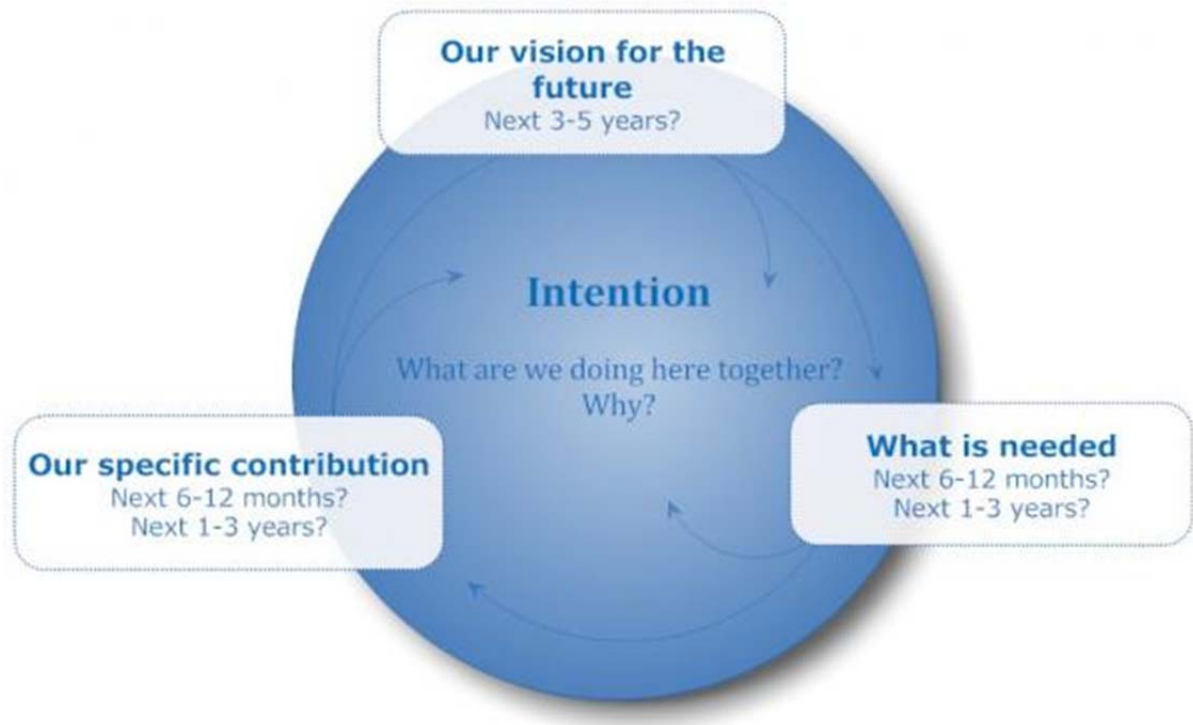 Our vision for the
future
Next 3-5 years?
Intention
What are we doing here together?
Why?
Our specific contribution
Next 6-12 months?
Next 1-3 years?
What is needed
Next 6-12 months?
Next 1-3 years?